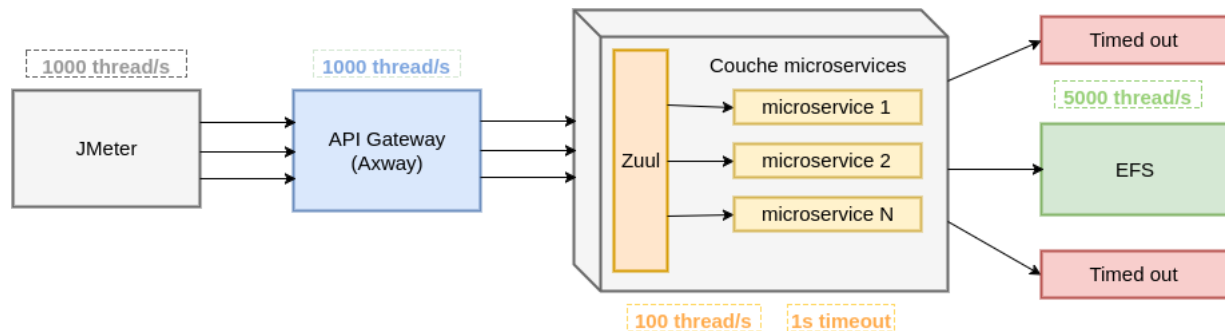 1000 thread/s
JMeter
1000 thread/s
API Gateway
(Axway)
Couche microservices
Zuul
microservice 1
microservice 2
microservice N
100 thread/s
1s timeout
Timed out
5000 thread/s
EFS
Timed out